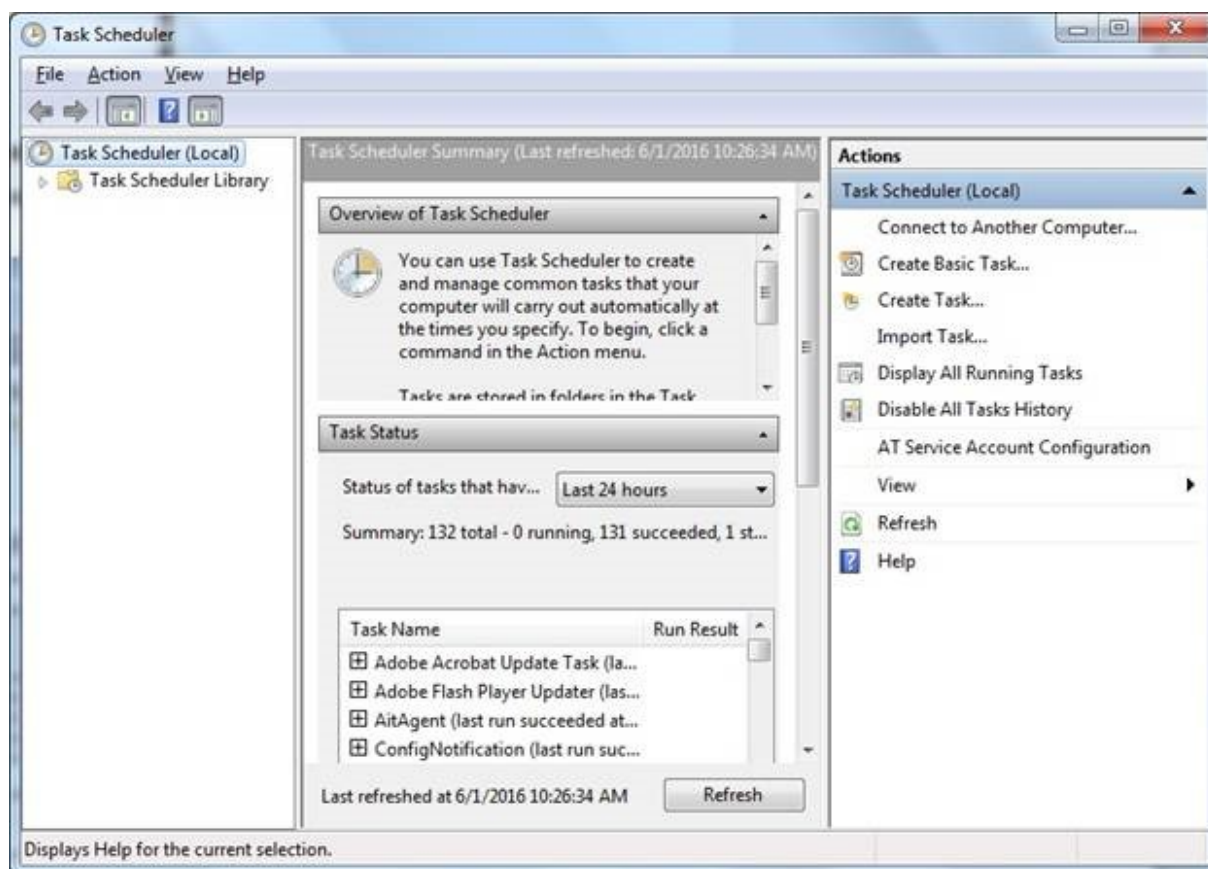 Task Scheduler
File Action View Help
Task Scheduler (Local)
Task Scheduler Library
Task Scheduler Summary (Last refreshed: 6/1/2016 10:26:34 AM)
Overview of Task Scheduler
You can use Task Scheduler to create
and manage common tasks that your
computer will carry out automatically at
the times you specify. To begin, click a
command in the Action menu.
Tasks are stored in folders in the Task
Task Status
Status of tasks that hav... Last 24 hours
Summary: 132 total - 0 running, 131 succeeded, 1 st...
Task Name Run Result
Adobe Acrobat Update Task (la...
Adobe Flash Player Updater (las...
AitAgent (last run succeeded at...
ConfigNotification (last run suc...
Last refreshed at 6/1/2016 10:26:34 AM Refresh
Actions
Task Scheduler (Local)
Connect to Another Computer...
Create Basic Task...
Create Task...
Import Task...
Display All Running Tasks
Disable All Tasks History
AT Service Account Configuration
View
Refresh
Help
Displays Help for the current selection.